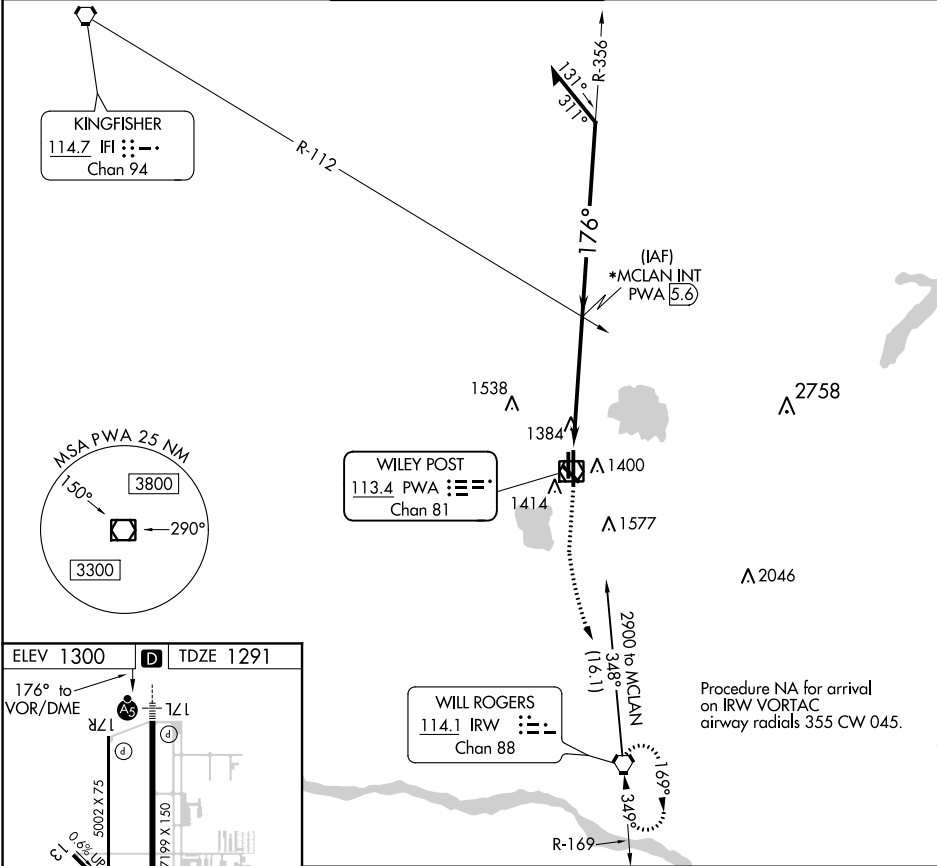 KINGFISHER
114.7 IFI
Chan 94
R-112
R-356
131°
311°
176°
(IAF)
*MCLAN INT
PWA 5.6
1538
2758
1384
1400
1414
1577
2046
WILEY POST
113.4 PWA
Chan 81
MSA PWA 25 NM
150°
3800
290°
3300
(16.1)
2900 to MCLAN
348°
WILL ROGERS
114.1 IRW
Chan 88
169°
349°
R-169
Procedure NA for arrival
on IRW VORTAC
airway radials 355 CW 045.
ELEV 1300
D
TDZE 1291
176° to
VOR/DME
A5
17R
17L
P
P
5002 X 75
7199 X 150
0.6% UP
13